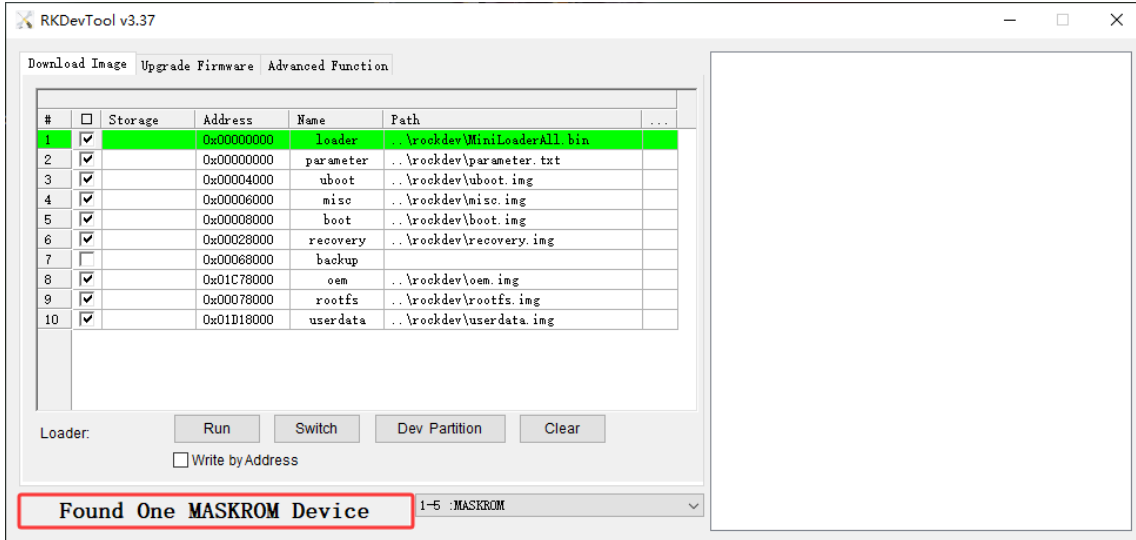 RKDevTool v3.37
Download Image Upgrade Firmware Advanced Function
# Storage Address Name Path ...
1 0x00000000 loader ..\rockdev\MiniLoaderAll.bin
2 0x00000000 parameter ..\rockdev\parameter.txt
3 0x00004000 uboot ..\rockdev\uboot.img
4 0x00006000 misc ..\rockdev\misc.img
5 0x00008000 boot ..\rockdev\boot.img
6 0x00028000 recovery ..\rockdev\recovery.img
7 0x00068000 backup
8 0x01C78000 oem ..\rockdev\oem.img
9 0x00078000 rootfs ..\rockdev\rootfs.img
10 0x01D18000 userdata ..\rockdev\userdata.img
Loader: Run Switch Dev Partition Clear
Write by Address
Found One MASKROM Device 1-5 :MASKROM